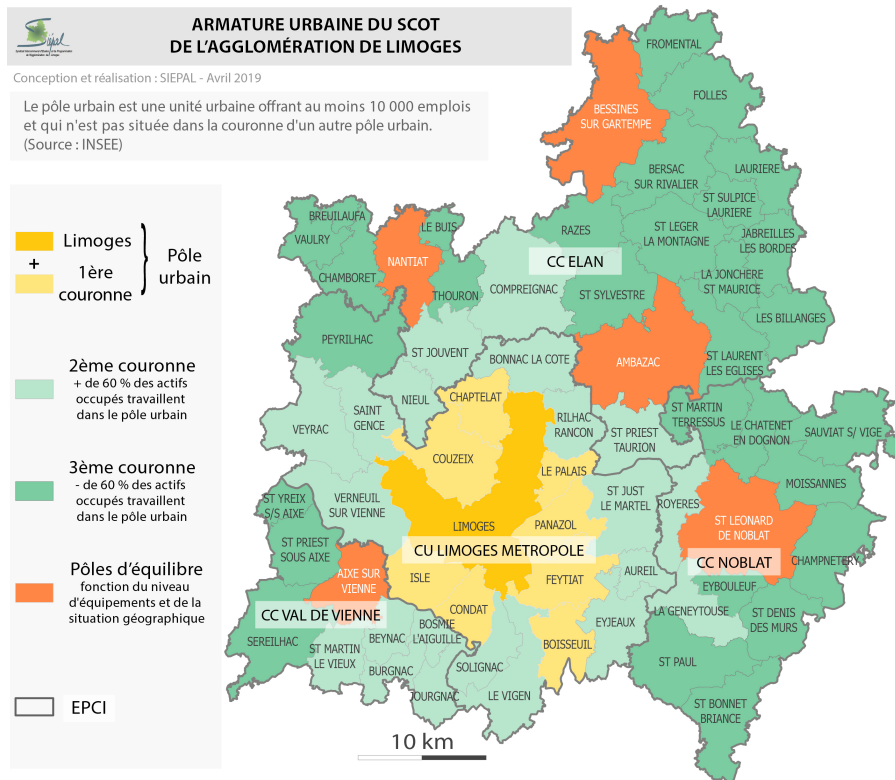 Siépal
ARMATURE URBAINE DU SCOT
DE L'AGGLOMÉRATION DE LIMOGES
Conception et réalisation : SIEPAL - Avril 2019
Le pôle urbain est une unité urbaine offrant au moins 10 000 emplois
et qui n'est pas située dans la couronne d'un autre pôle urbain.
(Source : INSEE)
Limoges
+
1ère
couronne
Pôle
urbain
2ème couronne
+ de 60 % des actifs
occupés travaillent
dans le pôle urbain
3ème couronne
- de 60 % des actifs
occupés travaillent
dans le pôle urbain
Pôles d'équilibre
fonction du niveau
d'équipements et de la
situation géographique
EPCI
FROMENTAL
FOLLES
BESSINES
SUR GARTEMPE
BERSAC
SUR RIVALIER
LAURIERE
ST SULPICE
LAURIERE
BREUILAUFA
VAULRY
LE BUIS
NANTIAT
CHAMBORET
THOURON
RAZES
CC ELAN
COMPREIGNAC
ST LEGER
LA MONTAGNE
JABREILLES
LES BORDES
LA JONCHERE
ST MAURICE
ST SYLVESTRE
LES BILLANGES
PEYRILHAC
ST JOUVENT
BONNAC LA COTE
AMBAZAC
ST LAURENT
LES EGLISES
CHAPTELAT
NIEUL
SAINT
GENCE
VEYRAC
RILHAC
RANCON
ST PRIEST
TAURION
ST MARTIN
TERRESSUS
LE CHATENET
EN DOGNON
SAUVIAT S/ VIGE
COUZEIX
LE PALAIS
MOISSANNES
ST YREIX
S/S AIXE
VERNEUIL
SUR VIENNE
ST JUST
LE MARTEL
ROYERES
LIMOGES
PANAZOL
ST LEONARD
DE NOBLAT
ST PRIEST
SOUS AIXE
CU LIMOGES METROPOLE
CC NOBLAT
CHAMPNETERY
AIXE SUR
VIENNE
ISLE
FEYTIAT
AUREIL
EYBOULEUF
CC VAL DE VIENNE
CONDAT
LA GENEYTOUSE
ST DENIS
DES MURS
BOSMIE
L'AIGUILLE
EYJEAUX
SEREILHAC
BEYNAC
BOISSEUIL
ST MARTIN
LE VIEUX
BURGNAC
SOLIGNAC
ST PAUL
JOURGNAC
LE VIGEN
ST BONNET
BRIANCE
10 km